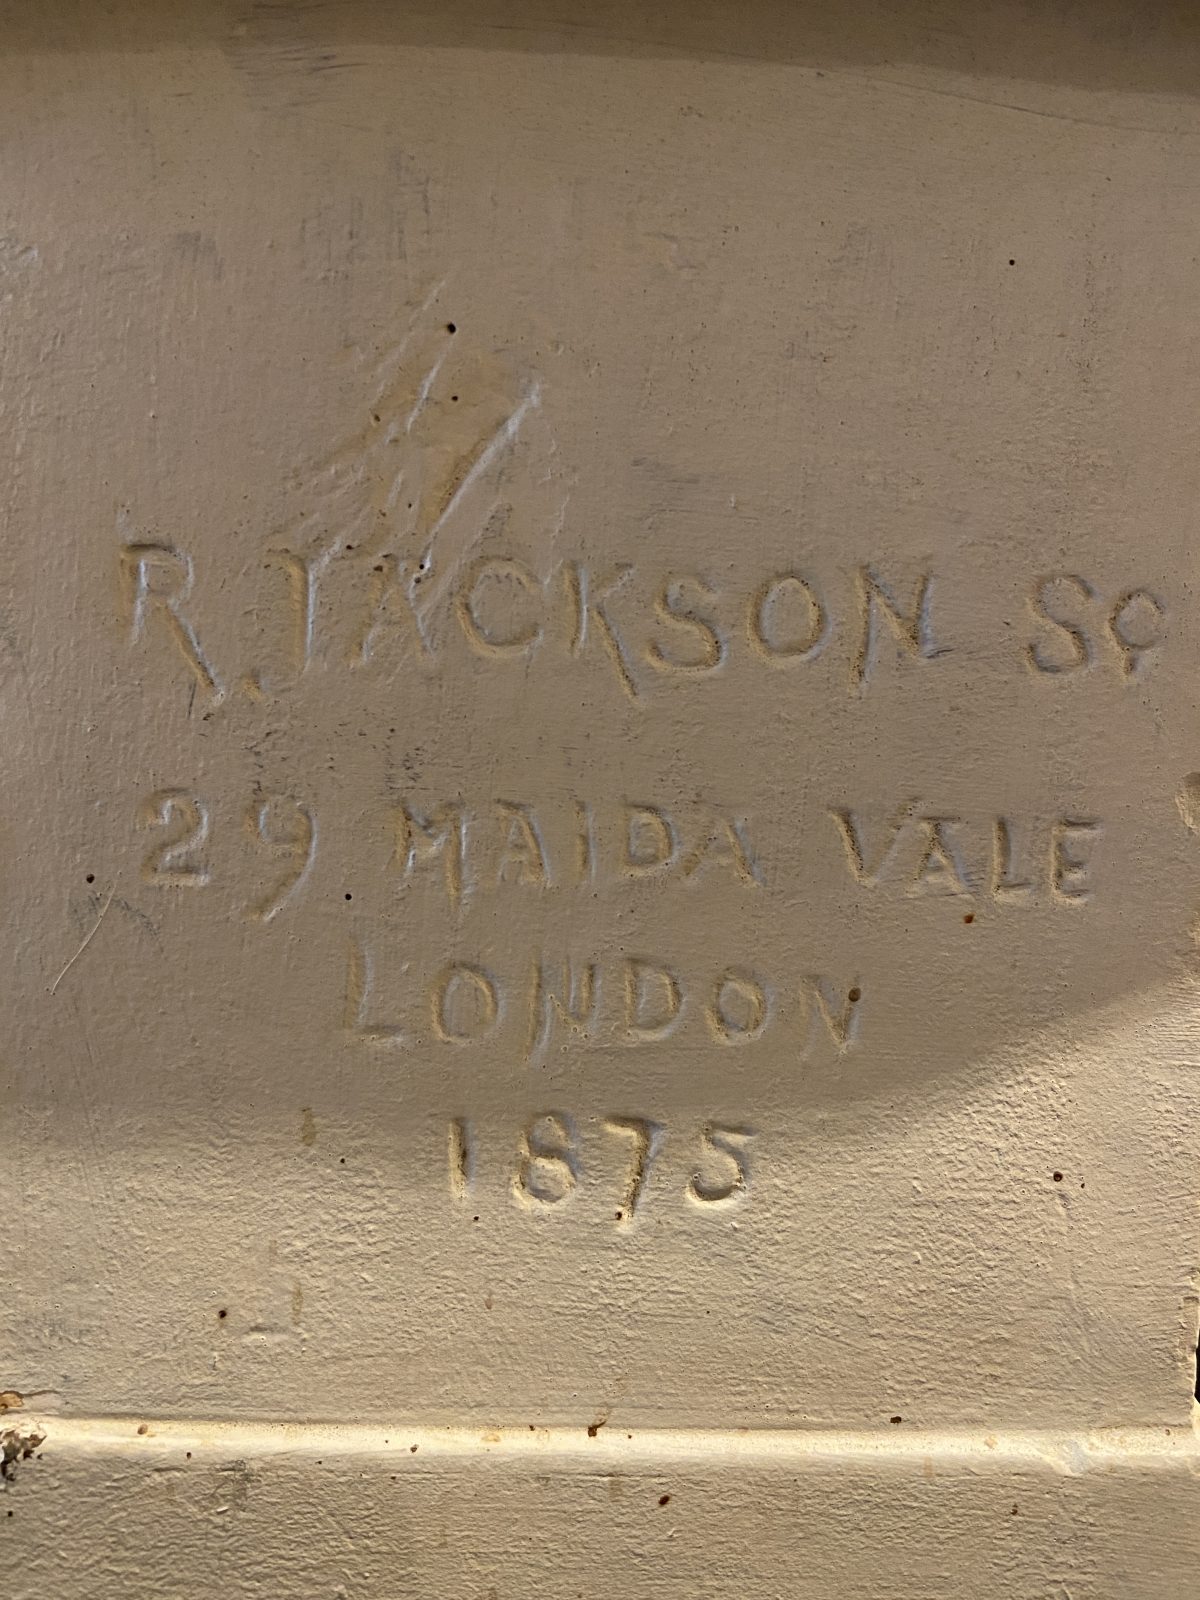 R. JACKSON Sc
29 MAIDA VALE
LONDON
1875